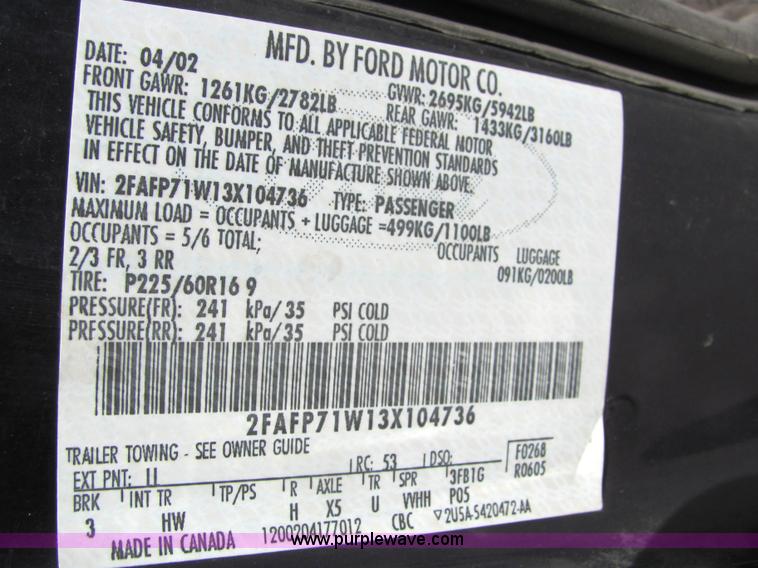 MFD. BY FORD MOTOR CO.
DATE: 04/02 GVWR: 2695KG/5942LB
FRONT GAWR: 1261KG/2782LB REAR GAWR: 1433KG/3160LB
THIS VEHICLE CONFORMS TO ALL APPLICABLE FEDERAL MOTOR
VEHICLE SAFETY, BUMPER, AND THEFT PREVENTION STANDARDS
IN EFFECT ON THE DATE OF MANUFACTURE SHOWN ABOVE.
VIN: 2FAFP71W13X104736 TYPE: PASSENGER
MAXIMUM LOAD = OCCUPANTS + LUGGAGE =499KG/1100LB
OCCUPANTS = 5/6 TOTAL; OCCUPANTS LUGGAGE
2/3 FR, 3 RR 091KG/0200LB
TIRE: P225/60R16 9
PRESSURE(FR): 241 kPa/35 PSI COLD
PRESSURE(RR): 241 kPa/35 PSI COLD
2FAFP71W13X104736
TRAILER TOWING - SEE OWNER GUIDE
EXT PNT: RC: 53 DSO: F0268
BRK INT TR TP/PS R AXLE TR SPR 3FB1G R0605
3 HW H X5 U VVHH P05
MADE IN CANADA 1200204177012 CBC ▽2U5A-5420472-AA
www.purplewave.com